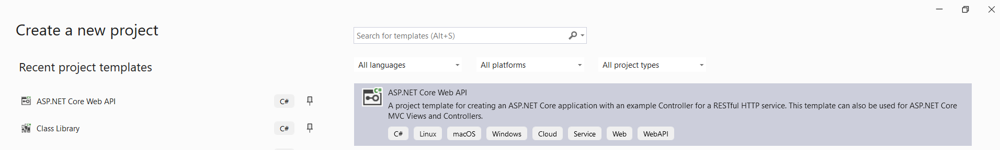 Create a new project
Search for templates (Alt+S)
Recent project templates
All languages
All platforms
All project types
ASP.NET Core Web API
C#
Class Library
C#
C#
ASP.NET Core Web API
A project template for creating an ASP.NET Core application with an example Controller for a RESTful HTTP service. This template can also be used for ASP.NET Core
MVC Views and Controllers.
C#
Linux
macOS
Windows
Cloud
Service
Web
WebAPI